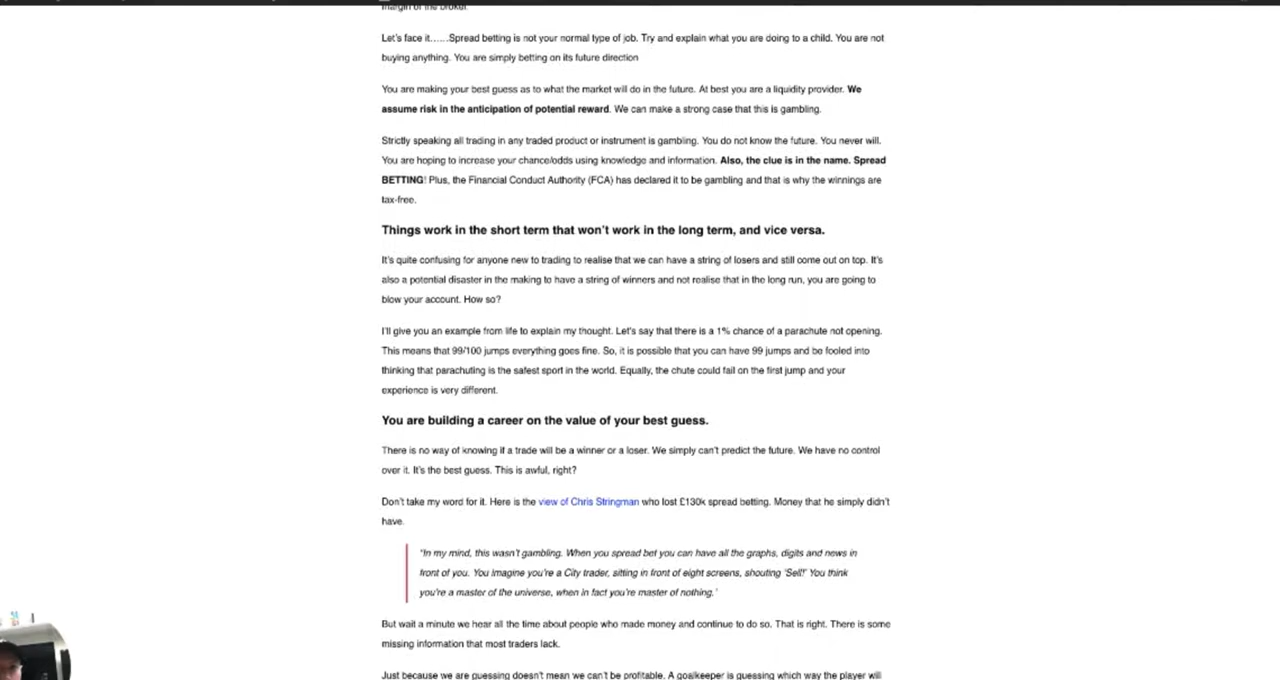 margin of the broker.
Let's face it......Spread betting is not your normal type of job. Try and explain what you are doing to a child. You are not
buying anything. You are simply betting on its future direction
You are making your best guess as to what the market will do in the future. At best you are a liquidity provider. We
assume risk in the anticipation of potential reward. We can make a strong case that this is gambling.
Strictly speaking all trading in any traded product or instrument is gambling. You do not know the future. You never will.
You are hoping to increase your chance/odds using knowledge and information. Also, the clue is in the name. Spread
BETTING! Plus, the Financial Conduct Authority (FCA) has declared it to be gambling and that is why the winnings are
tax-free.
Things work in the short term that won't work in the long term, and vice versa.
It's quite confusing for anyone new to trading to realise that we can have a string of losers and still come out on top. It's
also a potential disaster in the making to have a string of winners and not realise that in the long run, you are going to
blow your account. How so?
I'll give you an example from life to explain my thought. Let's say that there is a 1% chance of a parachute not opening.
This means that 99/100 jumps everything goes fine. So, it is possible that you can have 99 jumps and be fooled into
thinking that parachuting is the safest sport in the world. Equally, the chute could fail on the first jump and your
experience is very different.
You are building a career on the value of your best guess.
There is no way of knowing if a trade will be a winner or a loser. We simply can't predict the future. We have no control
over it. It's the best guess. This is awful, right?
Don't take my word for it. Here is the view of Chris Stringman who lost £130k spread betting. Money that he simply didn't
have.
"In my mind, this wasn't gambling. When you spread bet you can have all the graphs, digits and news in
front of you. You imagine you're a City trader, sitting in front of eight screens, shouting 'Sell!' You think
you're a master of the universe, when in fact you're master of nothing.'
But wait a minute we hear all the time about people who made money and continue to do so. That is right. There is some
missing information that most traders lack.
Just because we are guessing doesn't mean we can't be profitable. A goalkeeper is guessing which way the player will